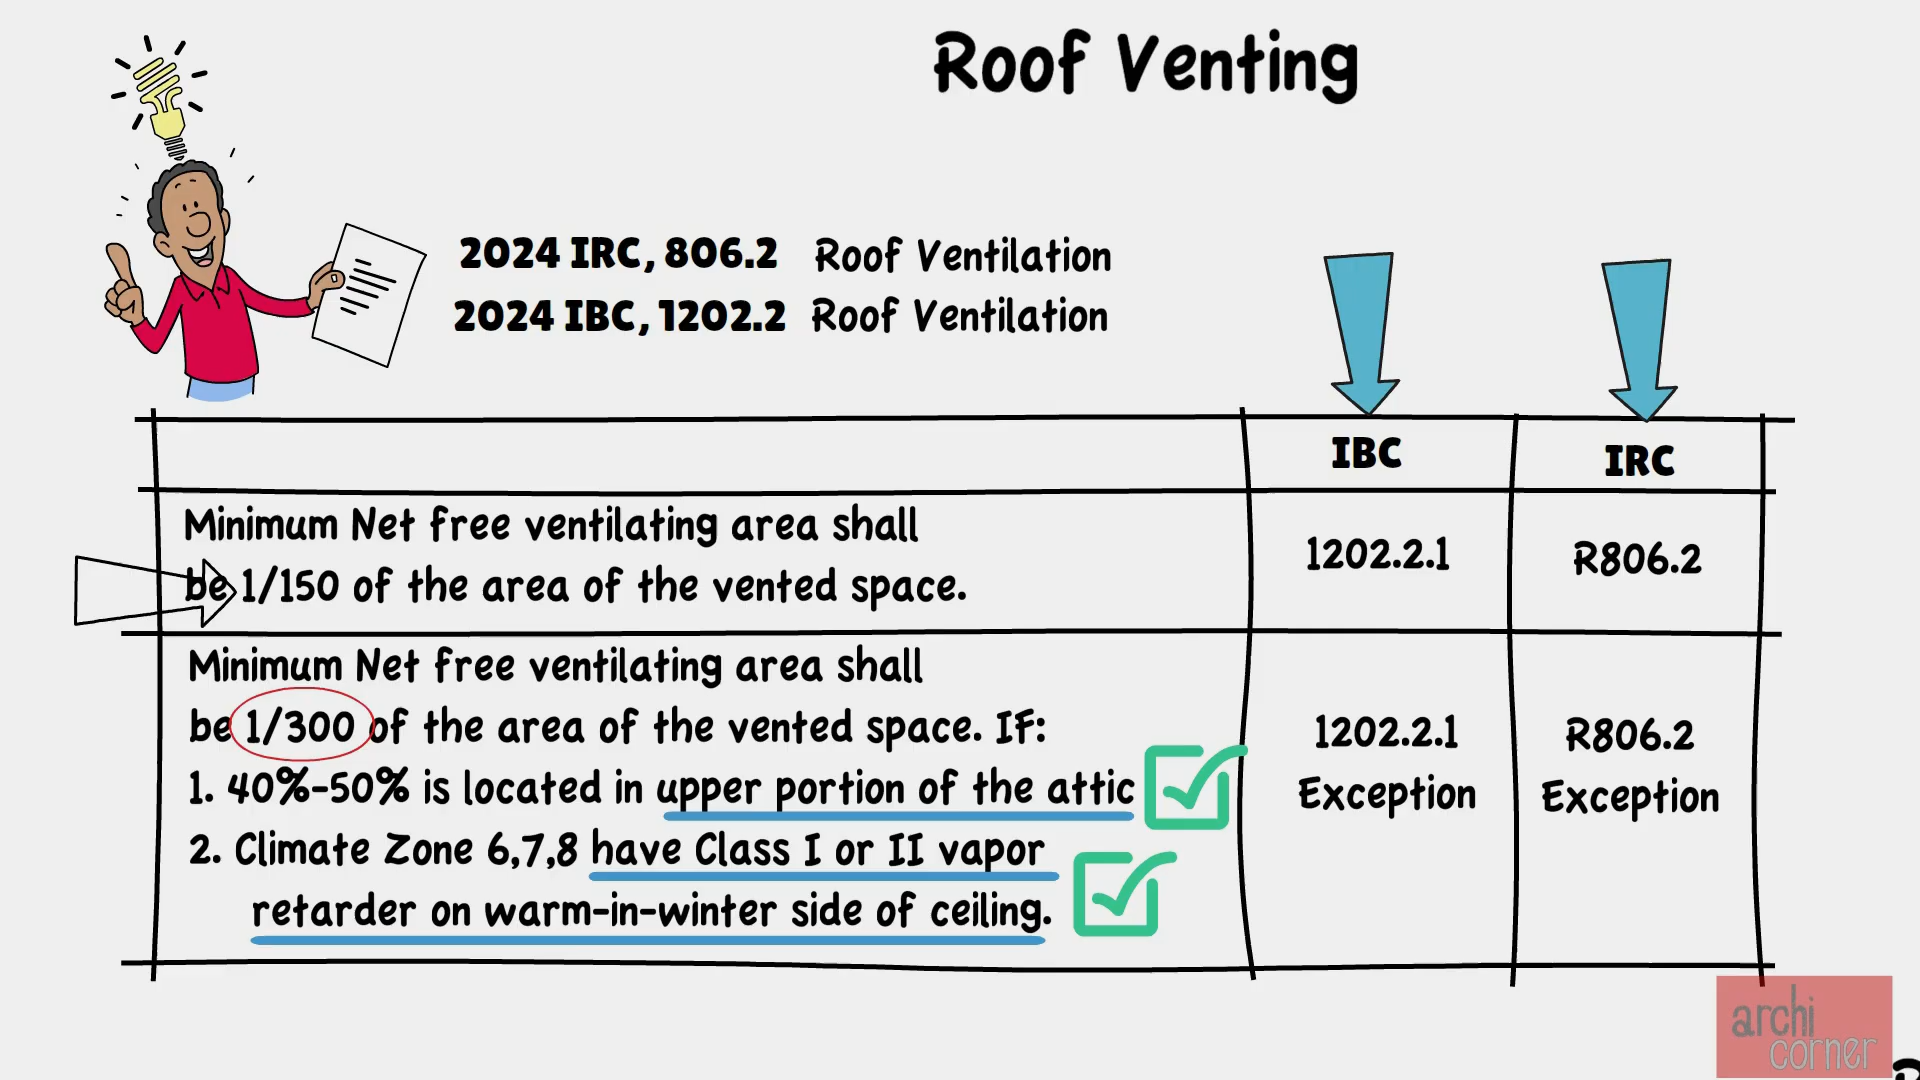 Roof Venting
2024 IRC, 806.2 Roof Ventilation
2024 IBC, 1202.2 Roof Ventilation
IBC
IRC
Minimum Net free ventilating area shall
be 1/150 of the area of the vented space.
1202.2.1
R806.2
Minimum Net free ventilating area shall
be 1/300 of the area of the vented space. IF:
1. 40%-50% is located in upper portion of the attic
2. Climate Zone 6,7,8 have Class I or II vapor
retarder on warm-in-winter side of ceiling.
1202.2.1
Exception
R806.2
Exception
archi
corner